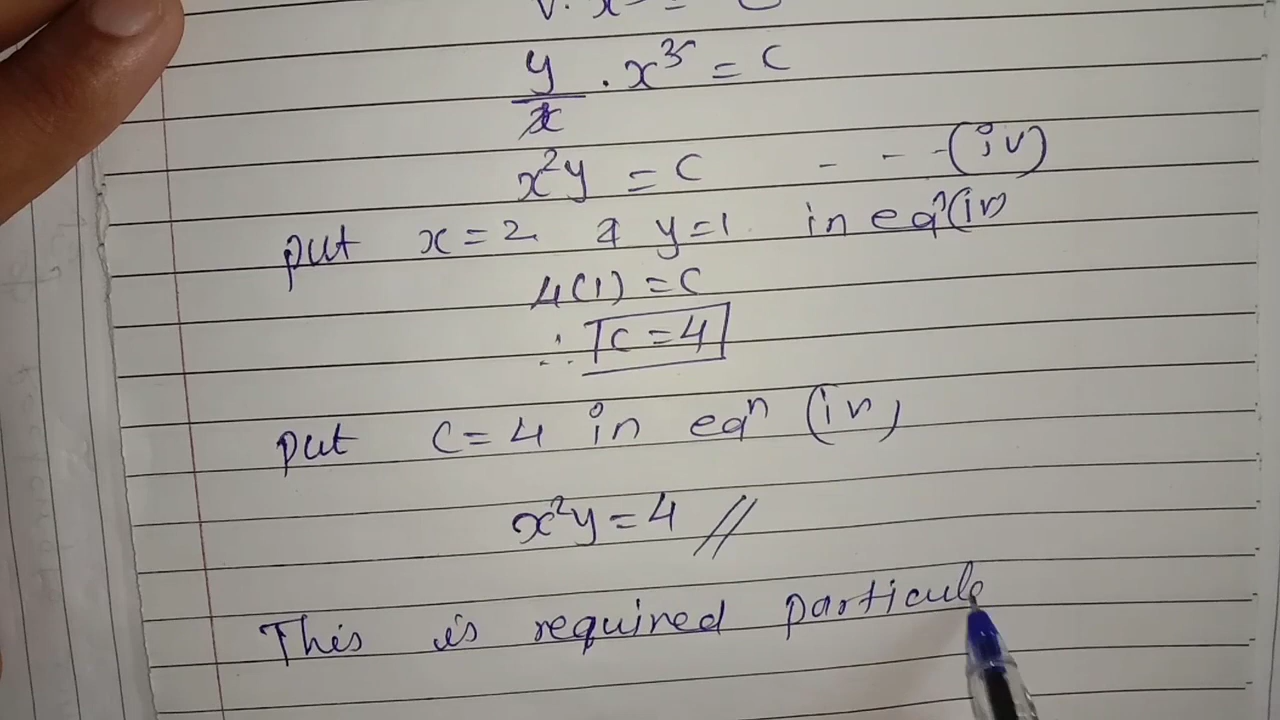 y/x . x³ = C
x²y = C - - - (iv)
put x = 2 & y = 1 in eqⁿ (iv)
4(1) = C
∴ C = 4
put C = 4 in eqⁿ (iv)
x²y = 4 //
This is required particula